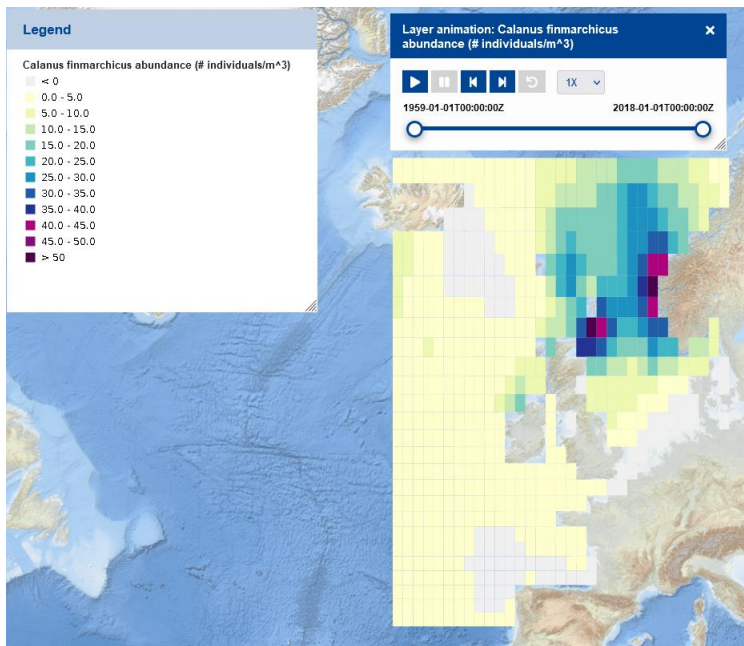 Legend
Calanus finmarchicus abundance (# individuals/m^3)
< 0
0.0 - 5.0
5.0 - 10.0
10.0 - 15.0
15.0 - 20.0
20.0 - 25.0
25.0 - 30.0
30.0 - 35.0
35.0 - 40.0
40.0 - 45.0
45.0 - 50.0
> 50
Layer animation: Calanus finmarchicus
abundance (# individuals/m^3)
1X
1959-01-01T00:00:00Z 2018-01-01T00:00:00Z